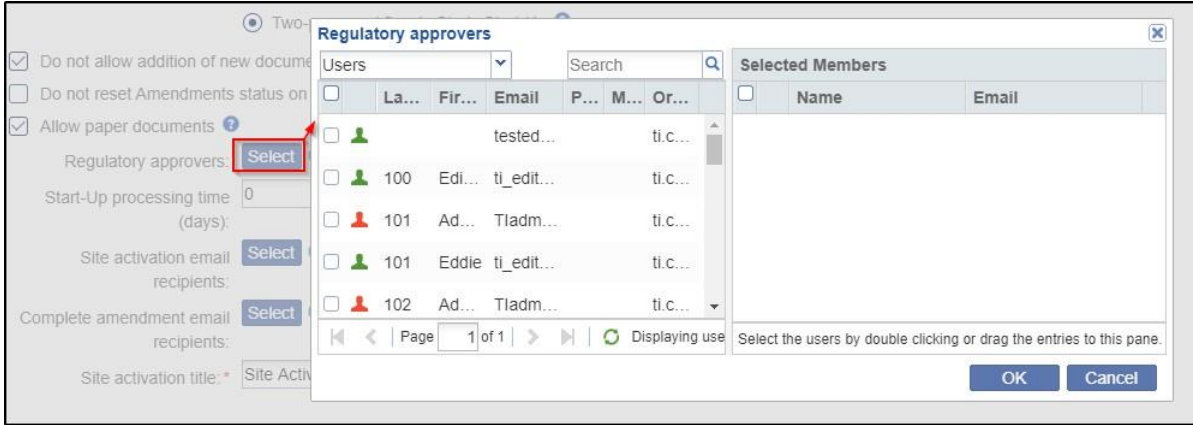 Two-
Do not allow addition of new docume
Do not reset Amendments status on
Allow paper documents
Regulatory approvers: Select
Start-Up processing time (days): 0
Site activation email recipients: Select
Complete amendment email recipients: Select
Site activation title:* Site Activ
Regulatory approvers
Users Search
La... Fir... Email P... M... Or...
tested... ti.c...
100 Edi... ti_edit... ti.c...
101 Ad... TIadm... ti.c...
101 Eddie ti_edit... ti.c...
102 Ad... TIadm... ti.c...
Page 1 of 1 Displaying use
Selected Members
Name Email
Select the users by double clicking or drag the entries to this pane.
OK Cancel